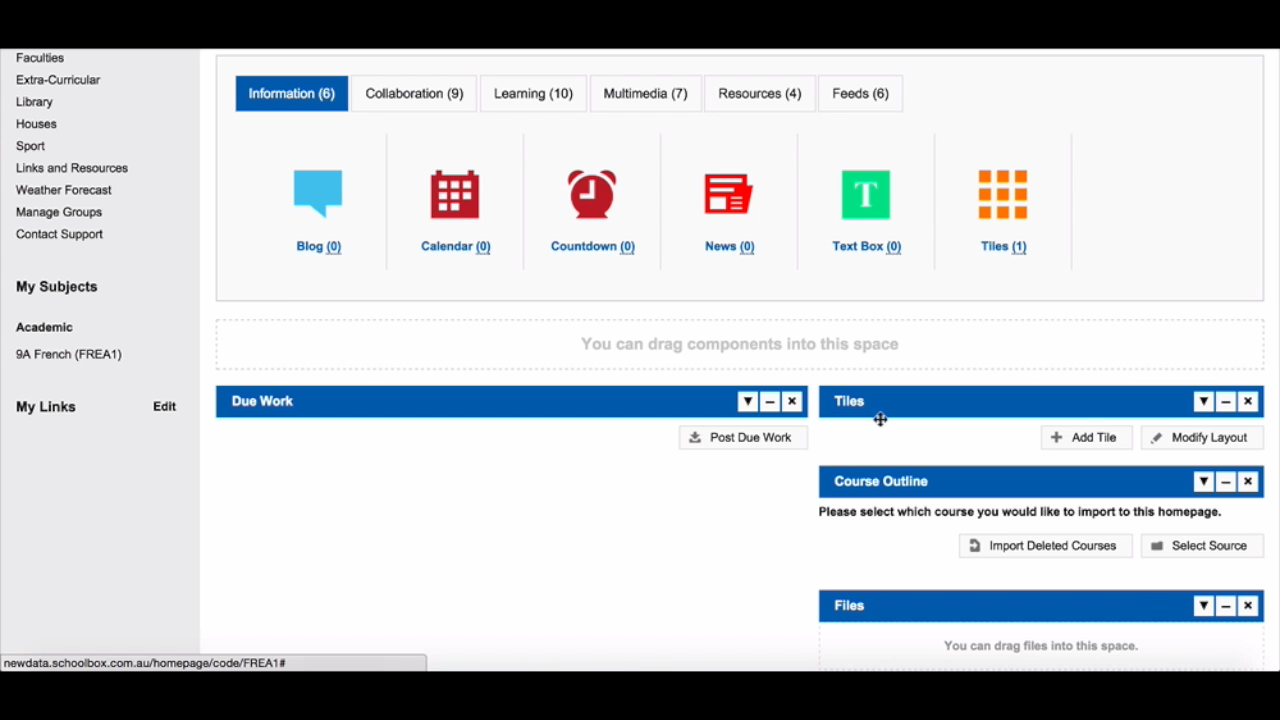 Faculties
Extra-Curricular
Library
Houses
Sport
Links and Resources
Weather Forecast
Manage Groups
Contact Support
My Subjects
Academic
9A French (FREA1)
My Links Edit
Information (6) Collaboration (9) Learning (10) Multimedia (7) Resources (4) Feeds (6)
T
Blog (0) Calendar (0) Countdown (0) News (0) Text Box (0) Tiles (1)
You can drag components into this space
Due Work
Post Due Work
Tiles
Add Tile Modify Layout
Course Outline
Please select which course you would like to import to this homepage.
Import Deleted Courses Select Source
Files
You can drag files into this space.
newdata.schoolbox.com.au/homepage/code/FREA1#